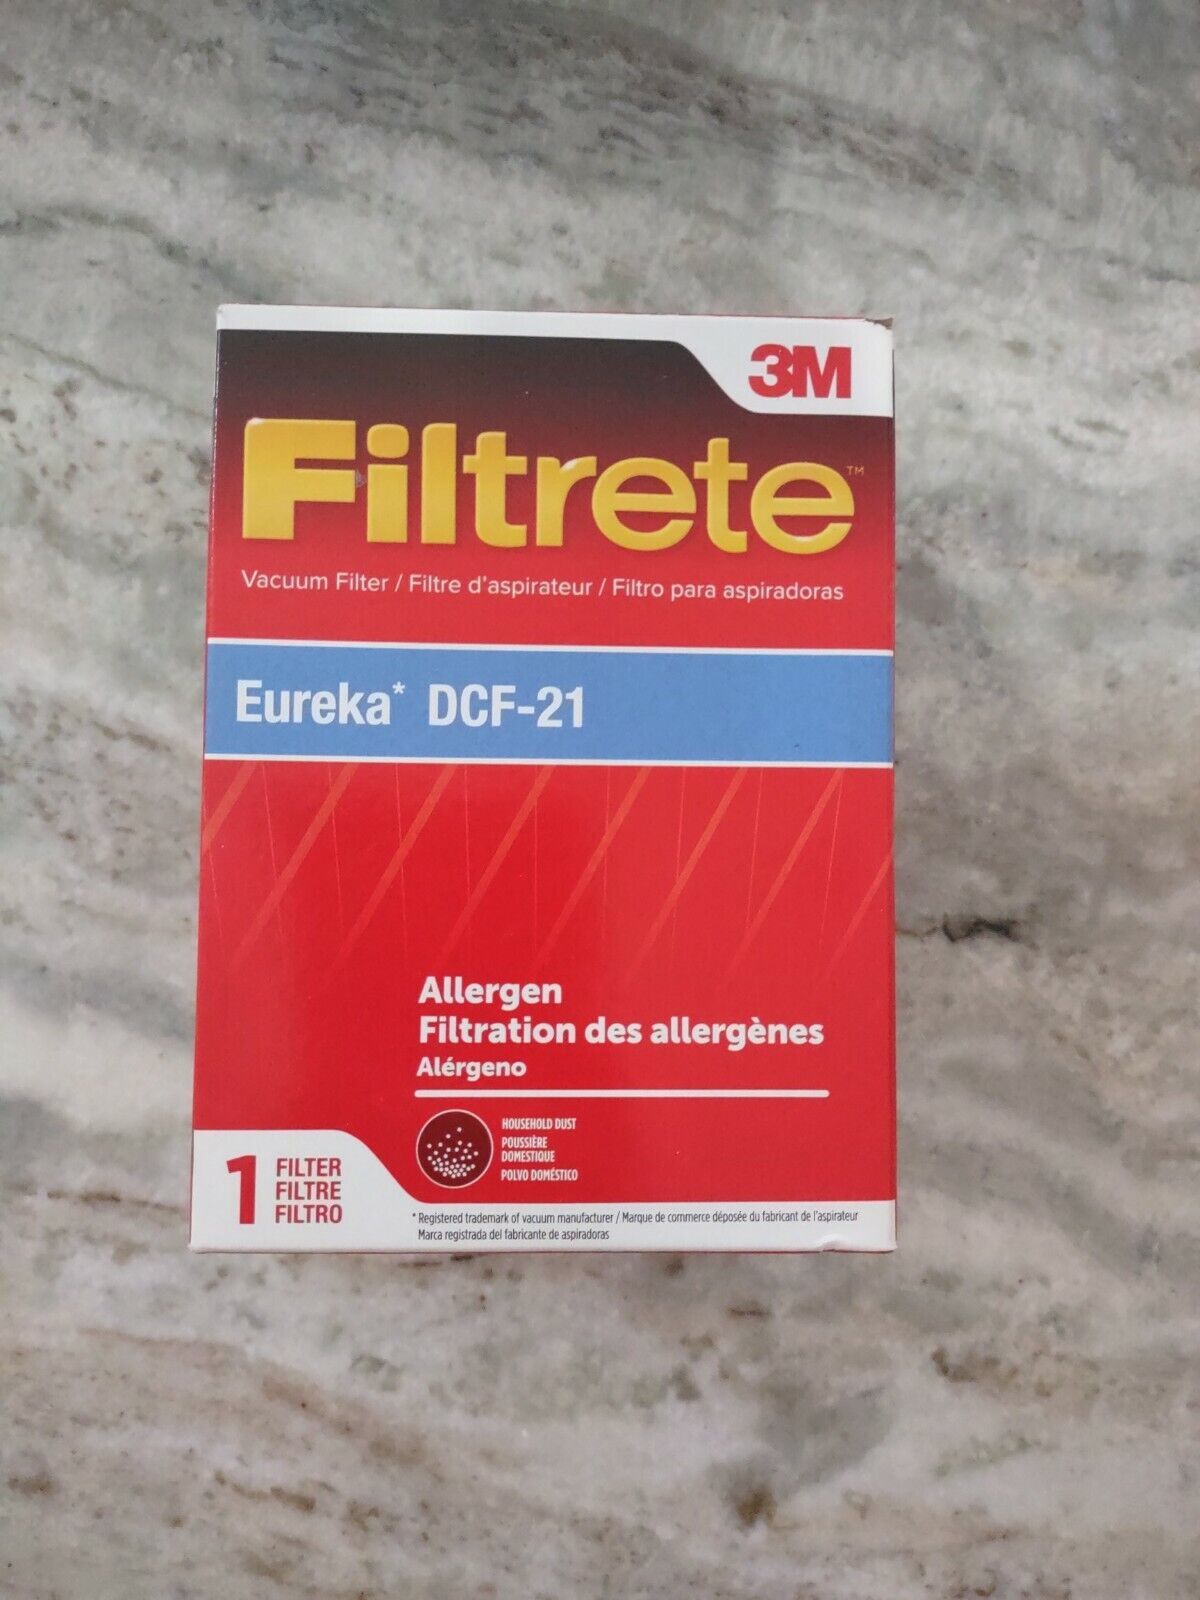 3M
Filtrete™
Vacuum Filter / Filtre d'aspirateur / Filtro para aspiradoras
Eureka* DCF-21
Allergen
Filtration des allergènes
Alérgeno
HOUSEHOLD DUST
POUSSIÈRE
DOMESTIQUE
POLVO DOMÉSTICO
1 FILTER
FILTRE
FILTRO
* Registered trademark of vacuum manufacturer / Marque de commerce déposée du fabricant de l'aspirateur
Marca registrada del fabricante de aspiradoras